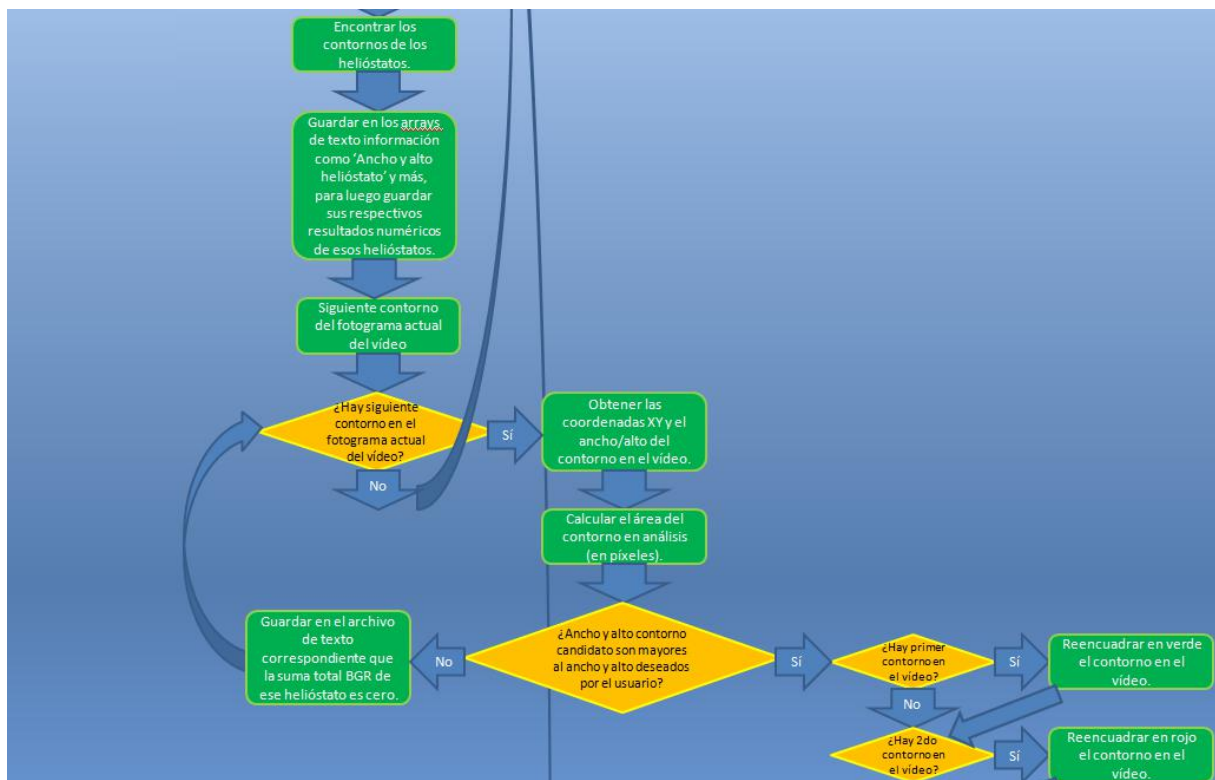 Encontrar los
contornos de los
helióstatos.
Guardar en los arrays
de texto información
como ‘Ancho y alto
helióstato’ y más,
para luego guardar
sus respectivos
resultados numéricos
de esos helióstatos.
Siguiente contorno
del fotograma actual
del vídeo
¿Hay siguiente
contorno en el
fotograma actual
del vídeo?
Sí
No
Obtener las
coordenadas XY y el
ancho/alto del
contorno en el vídeo.
Calcular el área del
contorno en análisis
(en píxeles).
¿Ancho y alto contorno
candidato son mayores
al ancho y alto deseados
por el usuario?
No
Guardar en el archivo
de texto
correspondiente que
la suma total BGR de
ese helióstato es cero.
Sí
¿Hay primer
contorno en
el vídeo?
Sí
Reencuadrar en verde
el contorno en el
vídeo.
No
¿Hay 2do
contorno en
el vídeo?
Sí
Reencuadrar en rojo
el contorno en el
vídeo.